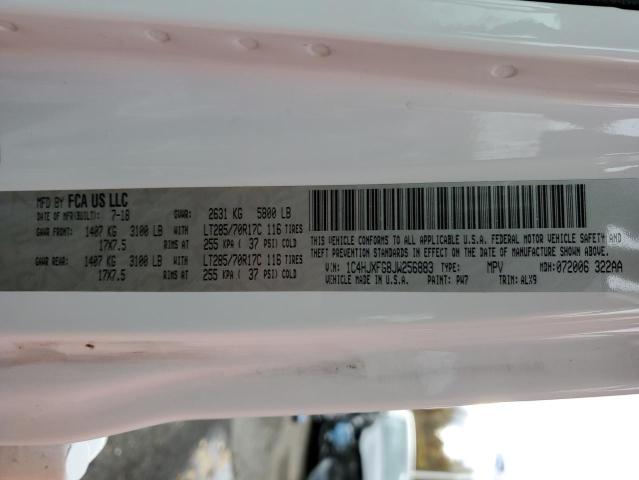 MFD BY FCA US LLC
DATE OF MFR(BUILT): 7-18 GVWR: 2631 KG 5800 LB
GAWR FRONT: 1407 KG 3100 LB LT285/70R17C 116 TIRES
17X7.5 RIMS AT 255 KPA ( 37 PSI) COLD
GAWR REAR: 1407 KG 3100 LB LT285/70R17C 116 TIRES
17X7.5 RIMS AT 255 KPA ( 37 PSI) COLD
THIS VEHICLE CONFORMS TO ALL APPLICABLE U.S.A. FEDERAL MOTOR VEHICLE SAFETY AND
THEFT PREVENTION STANDARDS IN EFFECT ON THE DATE OF MANUFACTURE SHOWN ABOVE.
VIN: 1C4HJXFG8JW256883 TYPE: MPV MDH:072006 322AA
VEHICLE MADE IN U.S.A. PAINT: PW7 TRIM: ALX9